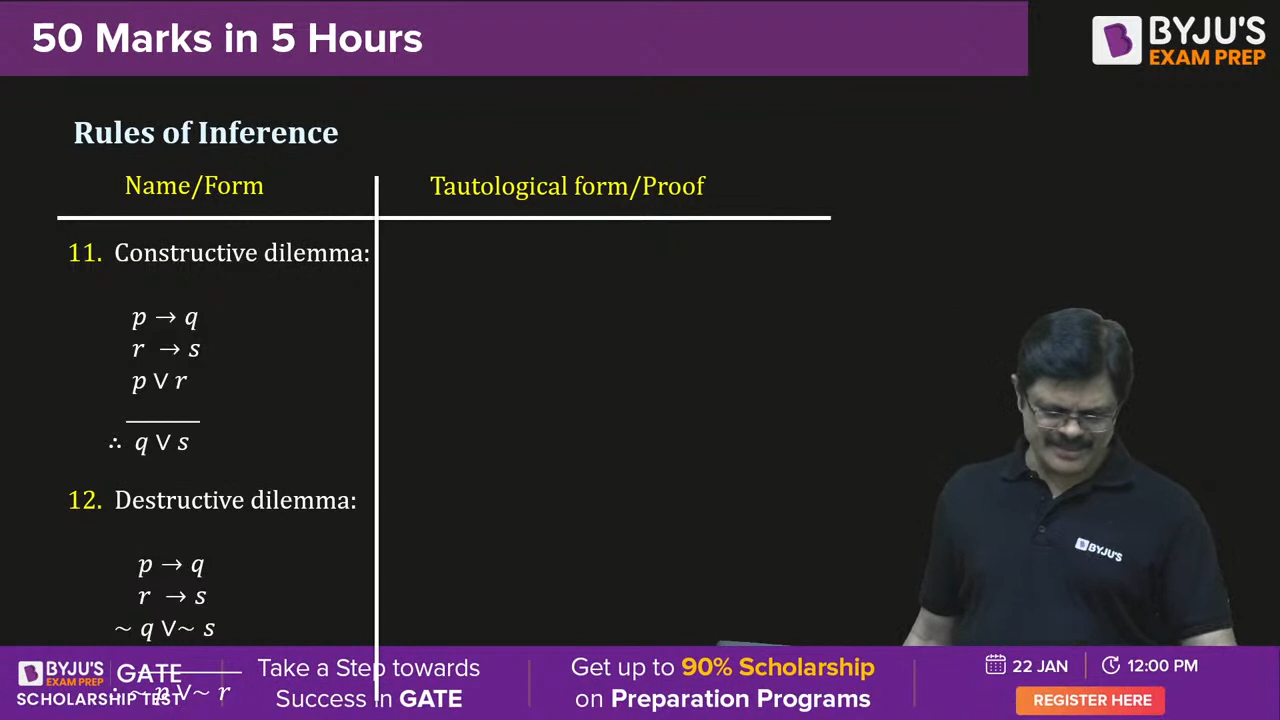 50 Marks in 5 Hours
BYJU'S
EXAM PREP
Rules of Inference
Name/Form
Tautological form/Proof
11. Constructive dilemma:
p → q
r → s
p ∨ r
∴ q ∨ s
12. Destructive dilemma:
p → q
r → s
~ q ∨~ s
∴ ~ p ∨~ r
BYJU'S
BYJU'S GATE
SCHOLARSHIP TEST
Take a Step towards
Success in GATE
Get up to 90% Scholarship
on Preparation Programs
22 JAN
12:00 PM
REGISTER HERE